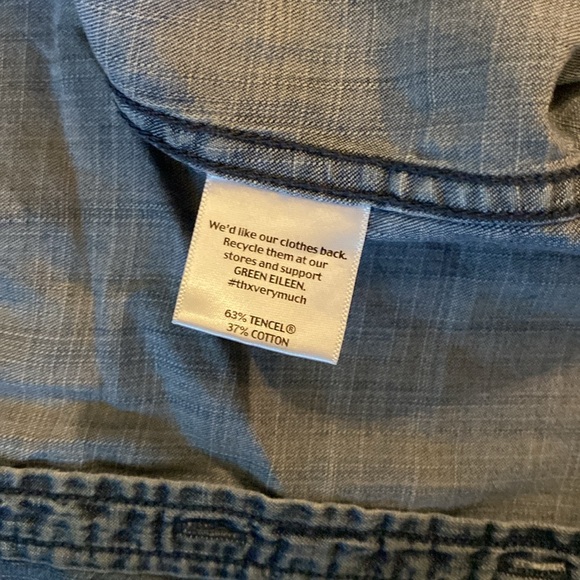 We'd like our clothes back.
Recycle them at our
stores and support
GREEN EILEEN.
#thxverymuch
63% TENCEL®
37% COTTON